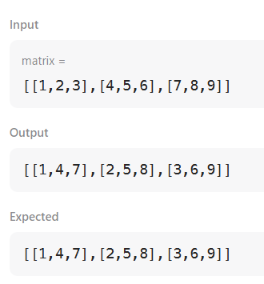 Input
matrix =
[[1,2,3],[4,5,6],[7,8,9]]
Output
[[1,4,7],[2,5,8],[3,6,9]]
Expected
[[1,4,7],[2,5,8],[3,6,9]]